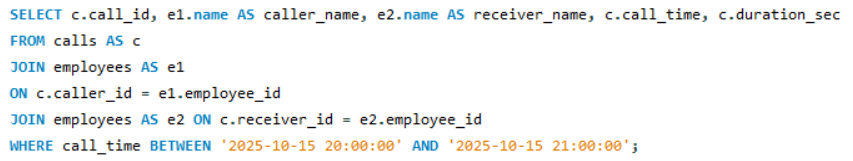 SELECT c.call_id, e1.name AS caller_name, e2.name AS receiver_name, c.call_time, c.duration_sec
FROM calls AS c
JOIN employees AS e1
ON c.caller_id = e1.employee_id
JOIN employees AS e2 ON c.receiver_id = e2.employee_id
WHERE call_time BETWEEN '2025-10-15 20:00:00' AND '2025-10-15 21:00:00';